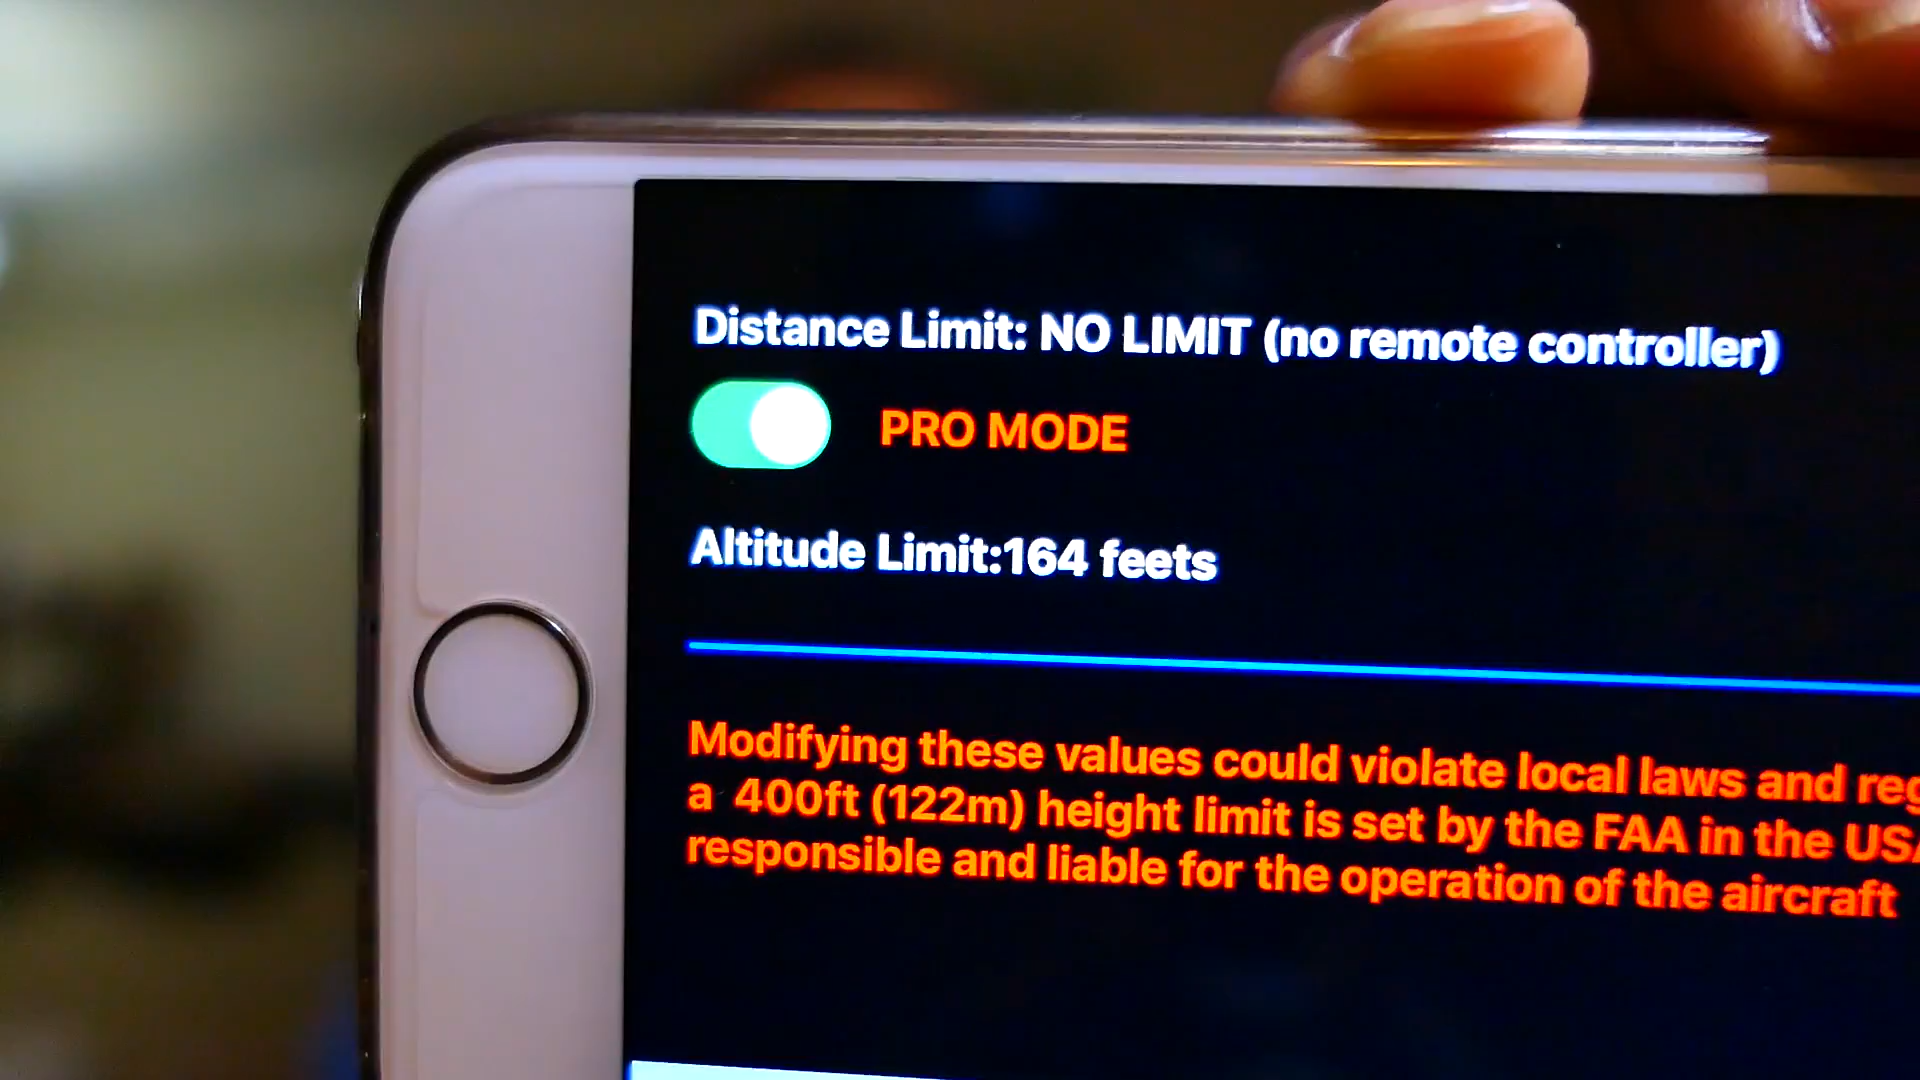 Distance Limit: NO LIMIT (no remote controller)
PRO MODE
Altitude Limit:164 feets
Modifying these values could violate local laws and
a 400ft (122m) height limit is set by the FAA in the
responsible and liable for the operation of the aircraft